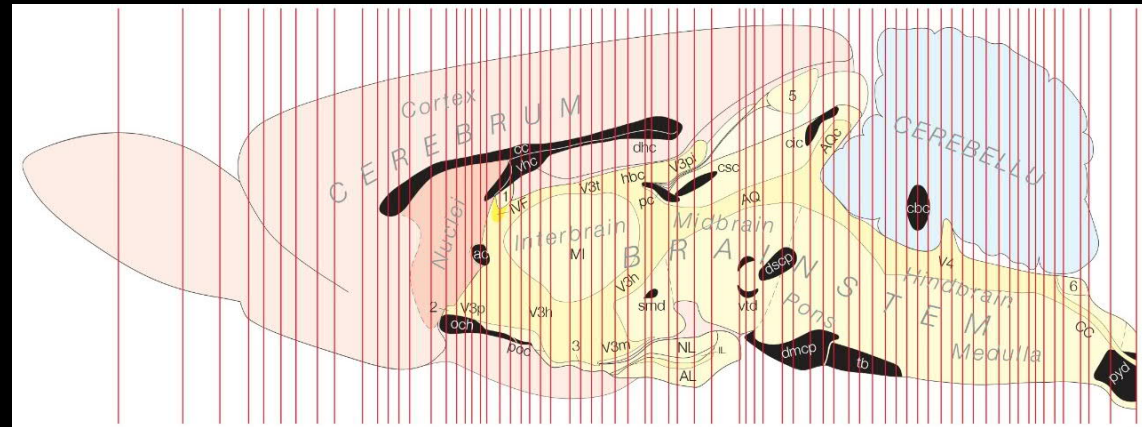 Cortex
CEREBRUM
5
CEREBELLU
cc
vhc
dhc
cic
AQc
hbc
V3p
csc
V3t
pc
1
IVF
AQ
cbc
Nuclei
Interbrain
Midbrain
MI
BRAINSTEM
ac
V3h
dscp
V4
Hindbrain
6
smd
vtd
Pons
2
V3p
V3h
och
poc
3
V3m
NL
IL
AL
dmcp
tb
Medulla
CC
pyd